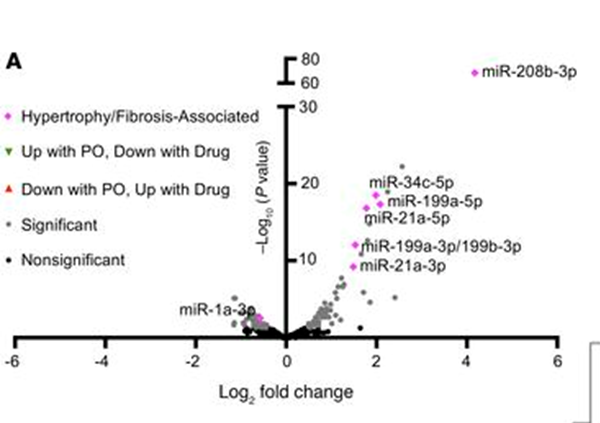 A
80
60
miR-208b-3p
30
Hypertrophy/Fibrosis-Associated
Up with PO, Down with Drug
Down with PO, Up with Drug
Significant
Nonsignificant
–Log10 (P value)
20
10
miR-34c-5p
miR-199a-5p
miR-21a-5p
miR-199a-3p/199b-3p
miR-21a-3p
miR-1a-3p
-6 -4 -2 0 2 4 6
Log2 fold change